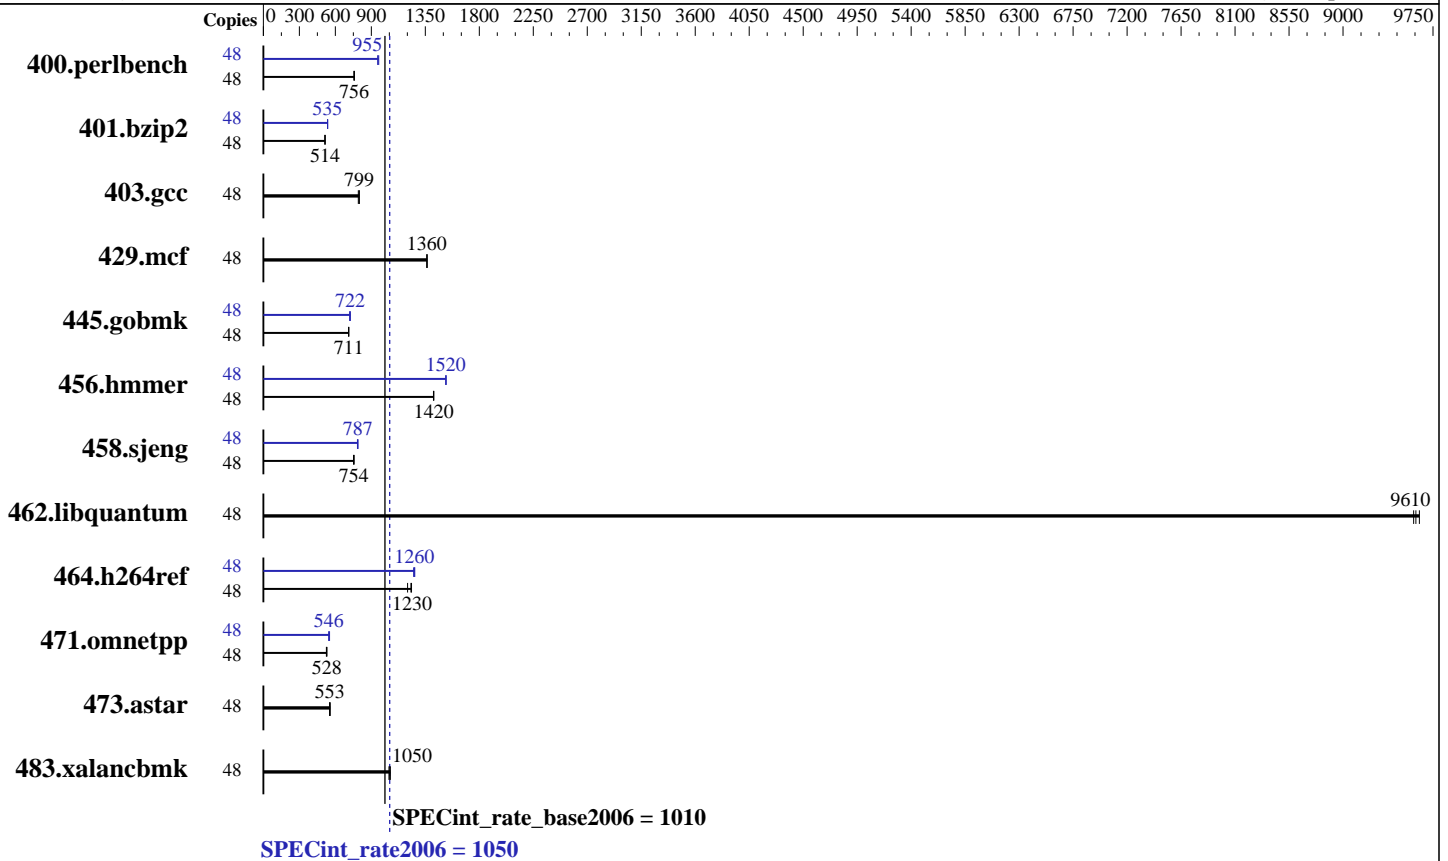 Copies 0 300 600 900 1350 1800 2250 2700 3150 3600 4050 4500 4950 5400 5850 6300 6750 7200 7650 8100 8550 9000 9750
400.perlbench 48 955
48 756
401.bzip2 48 535
48 514
403.gcc 48 799
429.mcf 48 1360
445.gobmk 48 722
48 711
456.hmmer 48 1520
48 1420
458.sjeng 48 787
48 754
462.libquantum 48 9610
464.h264ref 48 1260
48 1230
471.omnetpp 48 546
48 528
473.astar 48 553
483.xalancbmk 48 1050
SPECint_rate_base2006 = 1010
SPECint_rate2006 = 1050